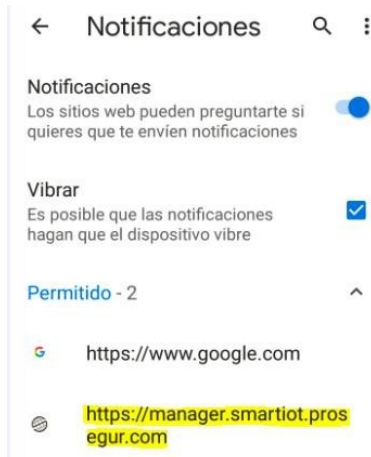 Notificaciones
Notificaciones
Los sitios web pueden preguntarte si
quieres que te envíen notificaciones
Vibrar
Es posible que las notificaciones
hagan que el dispositivo vibre
Permitido - 2
https://www.google.com
https://manager.smartiot.pros
egur.com